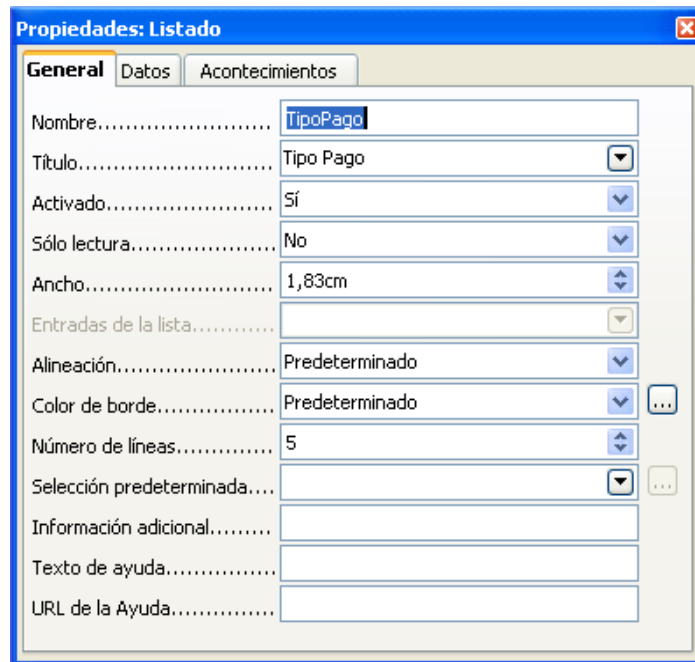 Propiedades: Listado
General Datos Acontecimientos
Nombre......................... TipoPago
Título............................ Tipo Pago
Activado........................ Sí
Sólo lectura..................... No
Ancho........................... 1,83cm
Entradas de la lista............
Alineación...................... Predeterminado
Color de borde................. Predeterminado
Número de líneas.............. 5
Selección predeterminada....
Información adicional.........
Texto de ayuda................
URL de la Ayuda...............